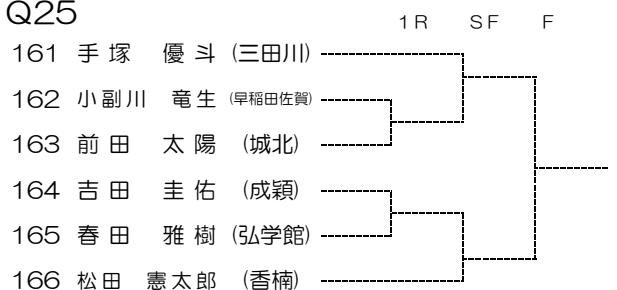 Q25
1R SF F
161 手塚 優斗 (三田川)
162 小副川 竜生 (早稲田佐賀)
163 前田 太陽 (城北)
164 吉田 圭佑 (成穎)
165 春田 雅樹 (弘学館)
166 松田 憲太郎 (香楠)